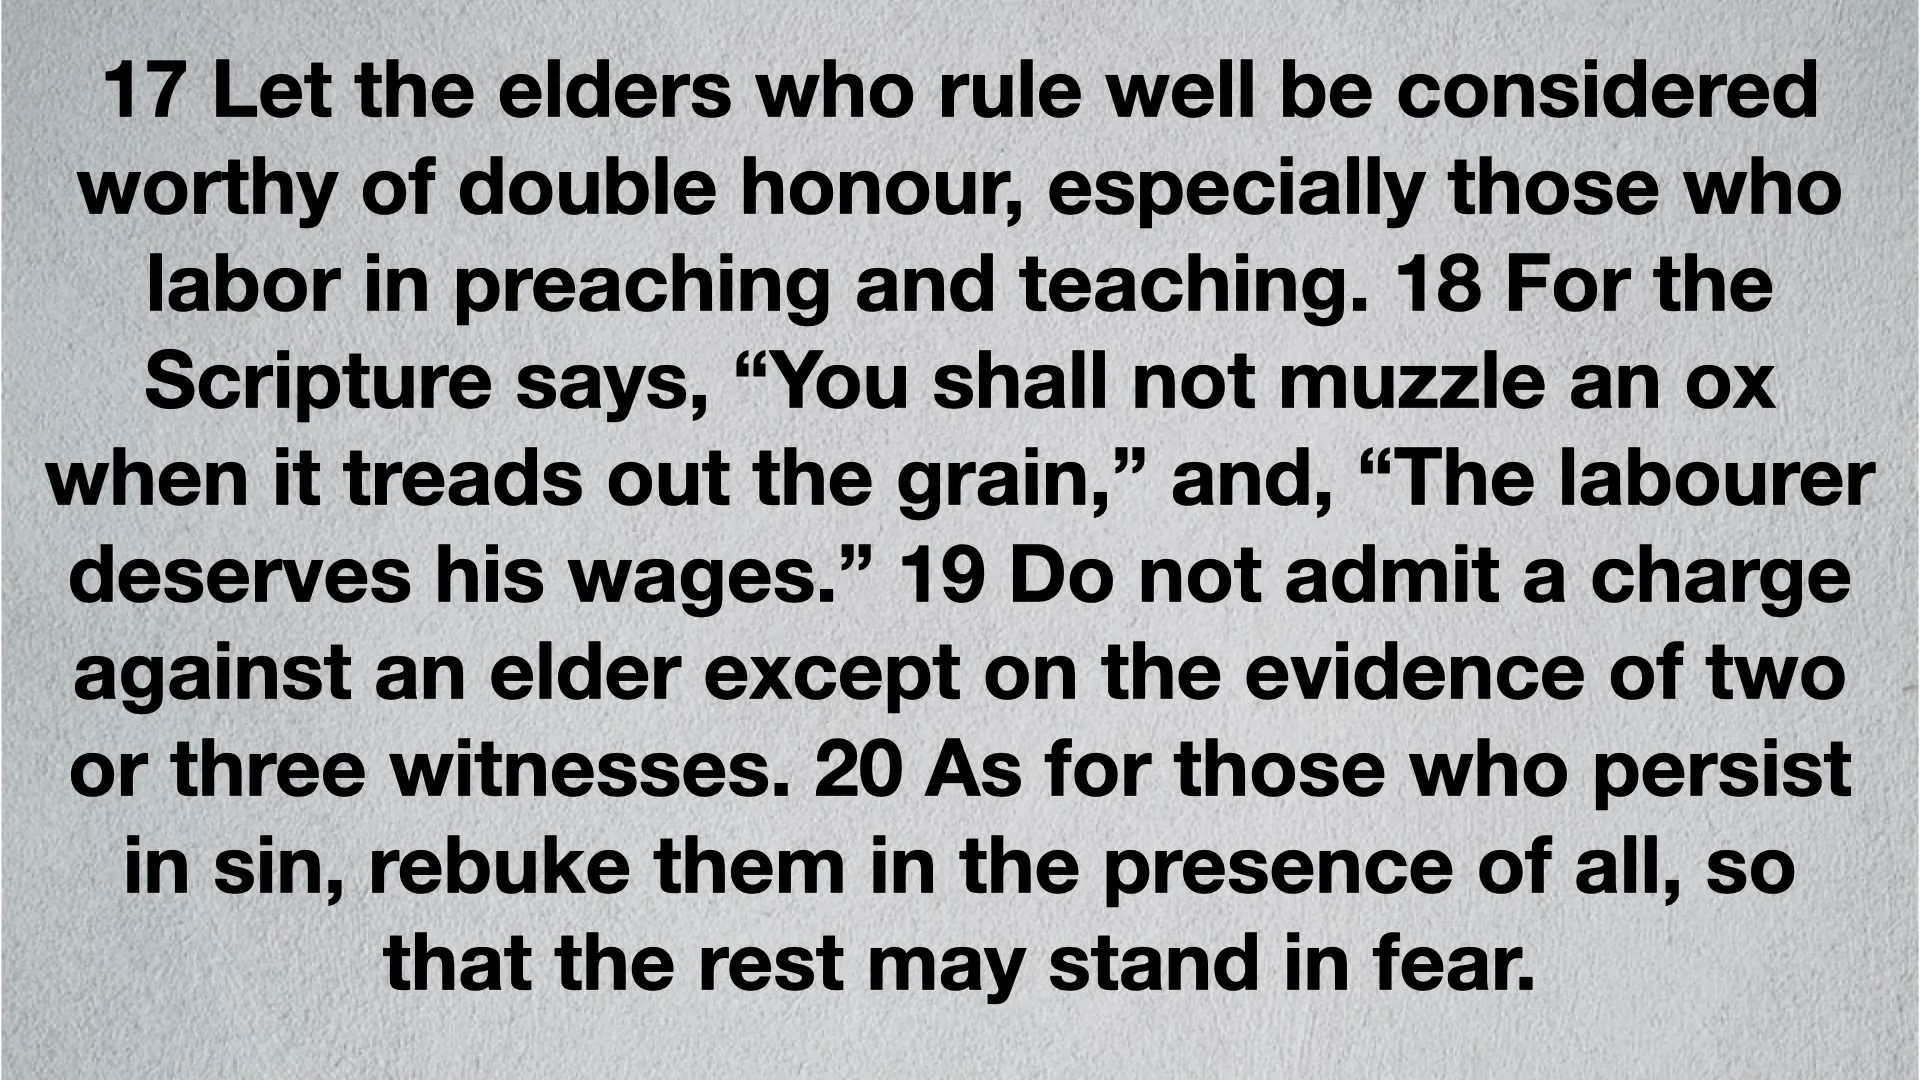 17 Let the elders who rule well be considered
worthy of double honour, especially those who
labor in preaching and teaching. 18 For the
Scripture says, “You shall not muzzle an ox
when it treads out the grain,” and, “The labourer
deserves his wages.” 19 Do not admit a charge
against an elder except on the evidence of two
or three witnesses. 20 As for those who persist
in sin, rebuke them in the presence of all, so
that the rest may stand in fear.